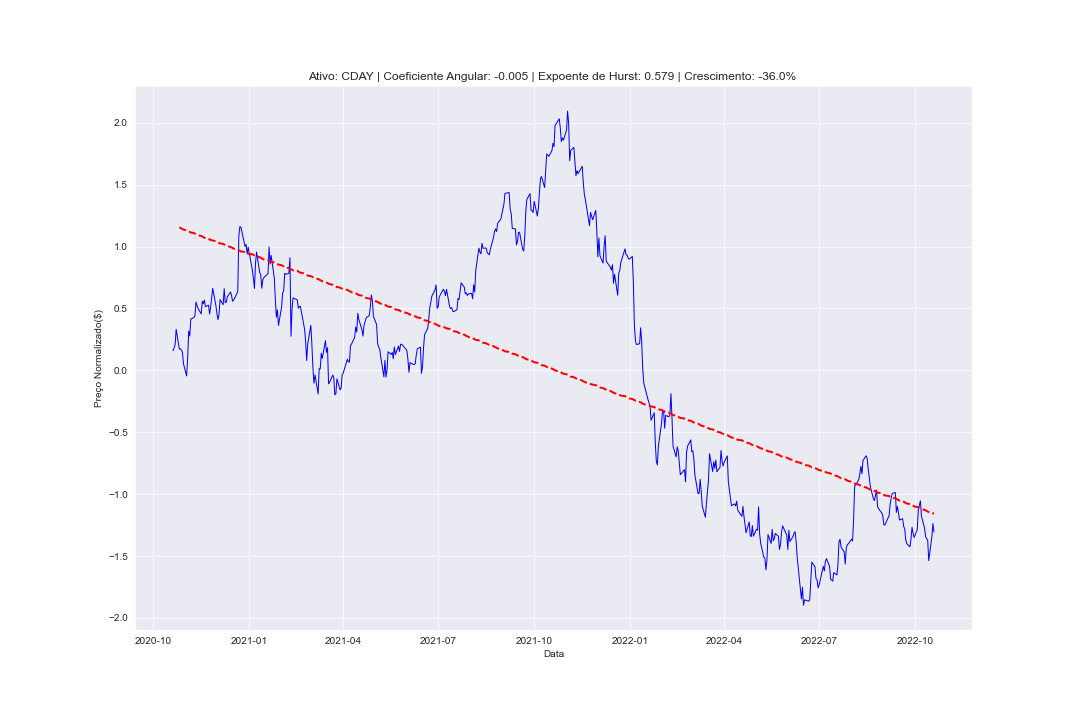 Ativo: CDAY | Coeficiente Angular: -0.005 | Expoente de Hurst: 0.579 | Crescimento: -36.0%
Preço Normalizado($)
2.0
1.5
1.0
0.5
0.0
−0.5
−1.0
−1.5
−2.0
2020-10 2021-01 2021-04 2021-07 2021-10 2022-01 2022-04 2022-07 2022-10
Data